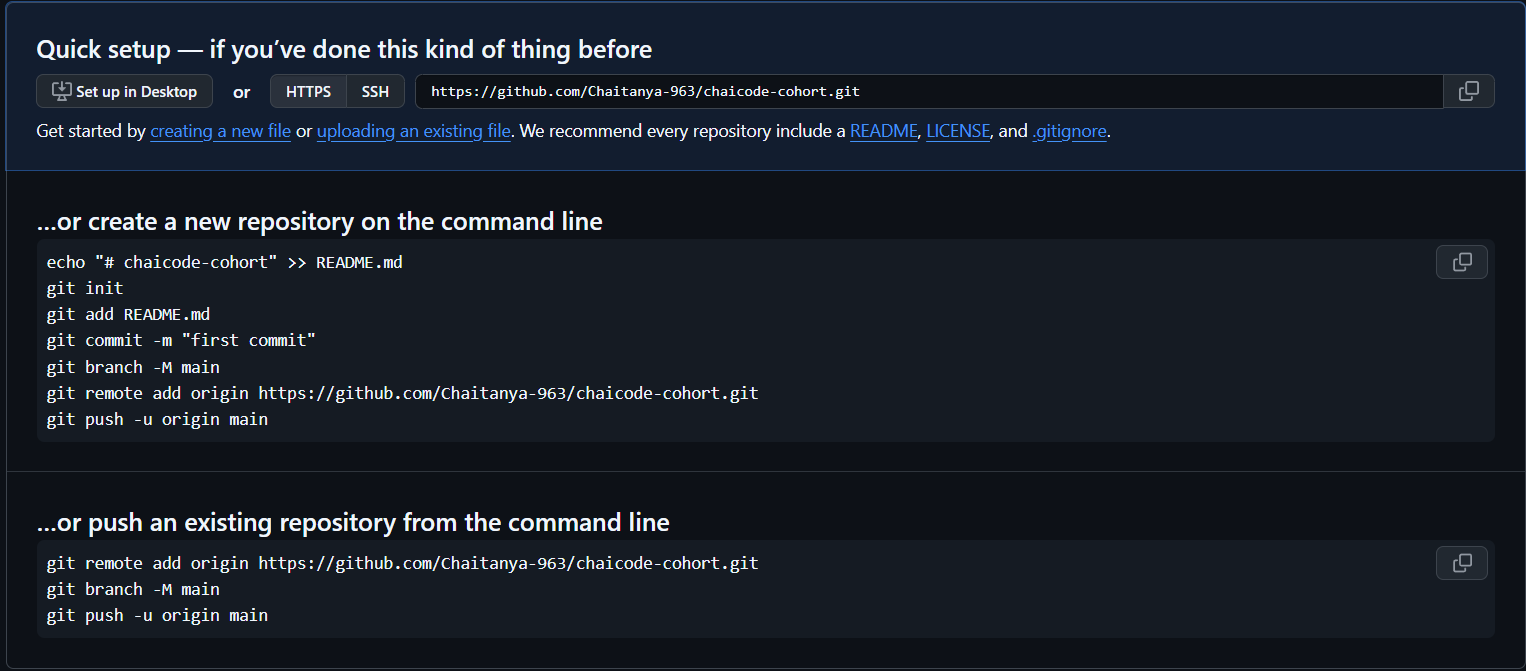 Quick setup — if you’ve done this kind of thing before
Set up in Desktop or HTTPS SSH https://github.com/Chaitanya-963/chaicode-cohort.git
Get started by creating a new file or uploading an existing file. We recommend every repository include a README, LICENSE, and .gitignore.
…or create a new repository on the command line
echo "# chaicode-cohort" >> README.md
git init
git add README.md
git commit -m "first commit"
git branch -M main
git remote add origin https://github.com/Chaitanya-963/chaicode-cohort.git
git push -u origin main
…or push an existing repository from the command line
git remote add origin https://github.com/Chaitanya-963/chaicode-cohort.git
git branch -M main
git push -u origin main